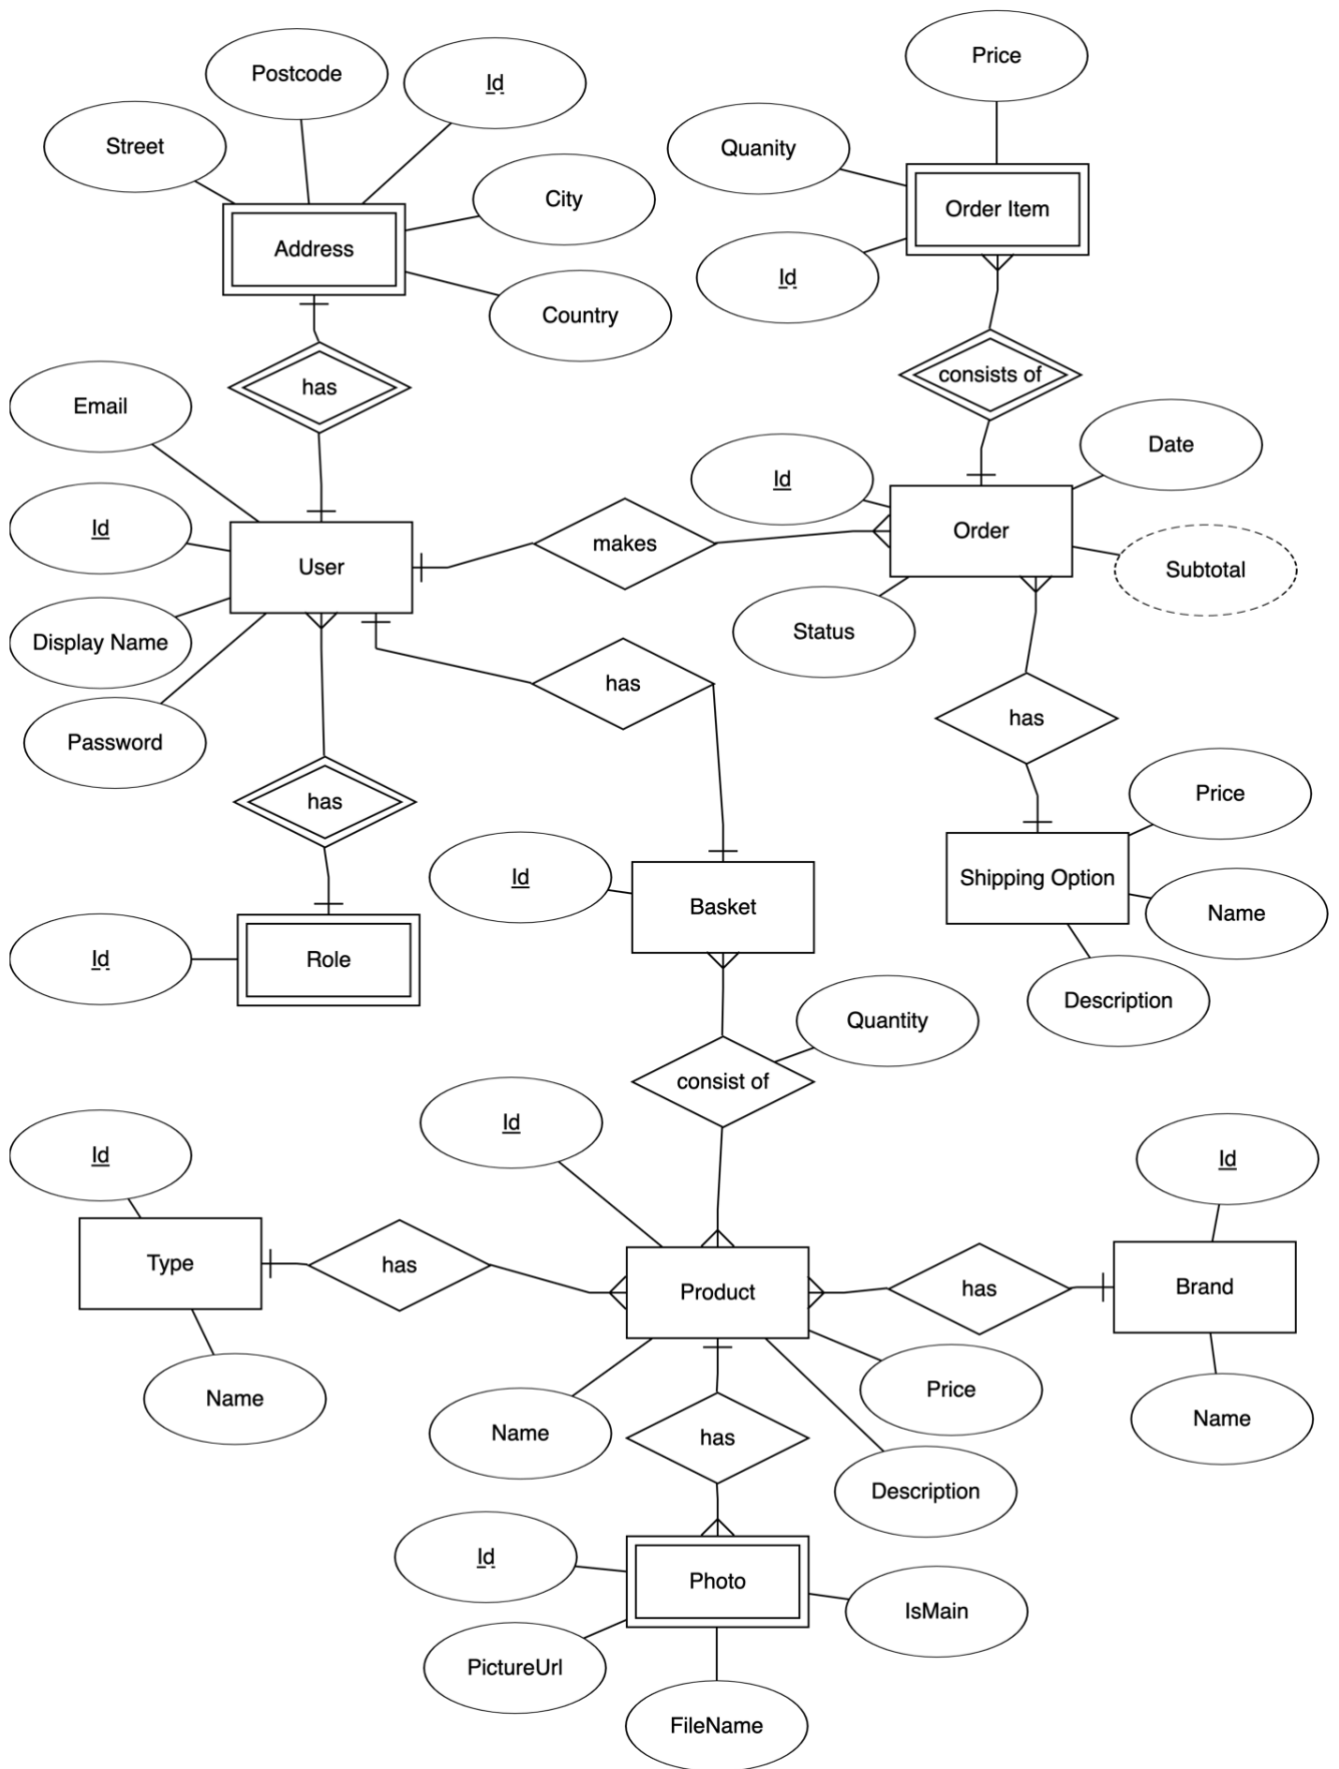 Price
Postcode
Id
Street
Quanity
City
Order Item
Address
Id
Country
consists of
has
Email
Date
Id
Id
Order
makes
User
Subtotal
Status
Display Name
has
has
Password
Price
has
Id
Shipping Option
Basket
Name
Id
Role
Description
Quantity
consist of
Id
Id
Id
Type
has
Product
has
Brand
Price
Name
Name
Name
has
Description
Id
Photo
IsMain
PictureUrl
FileName